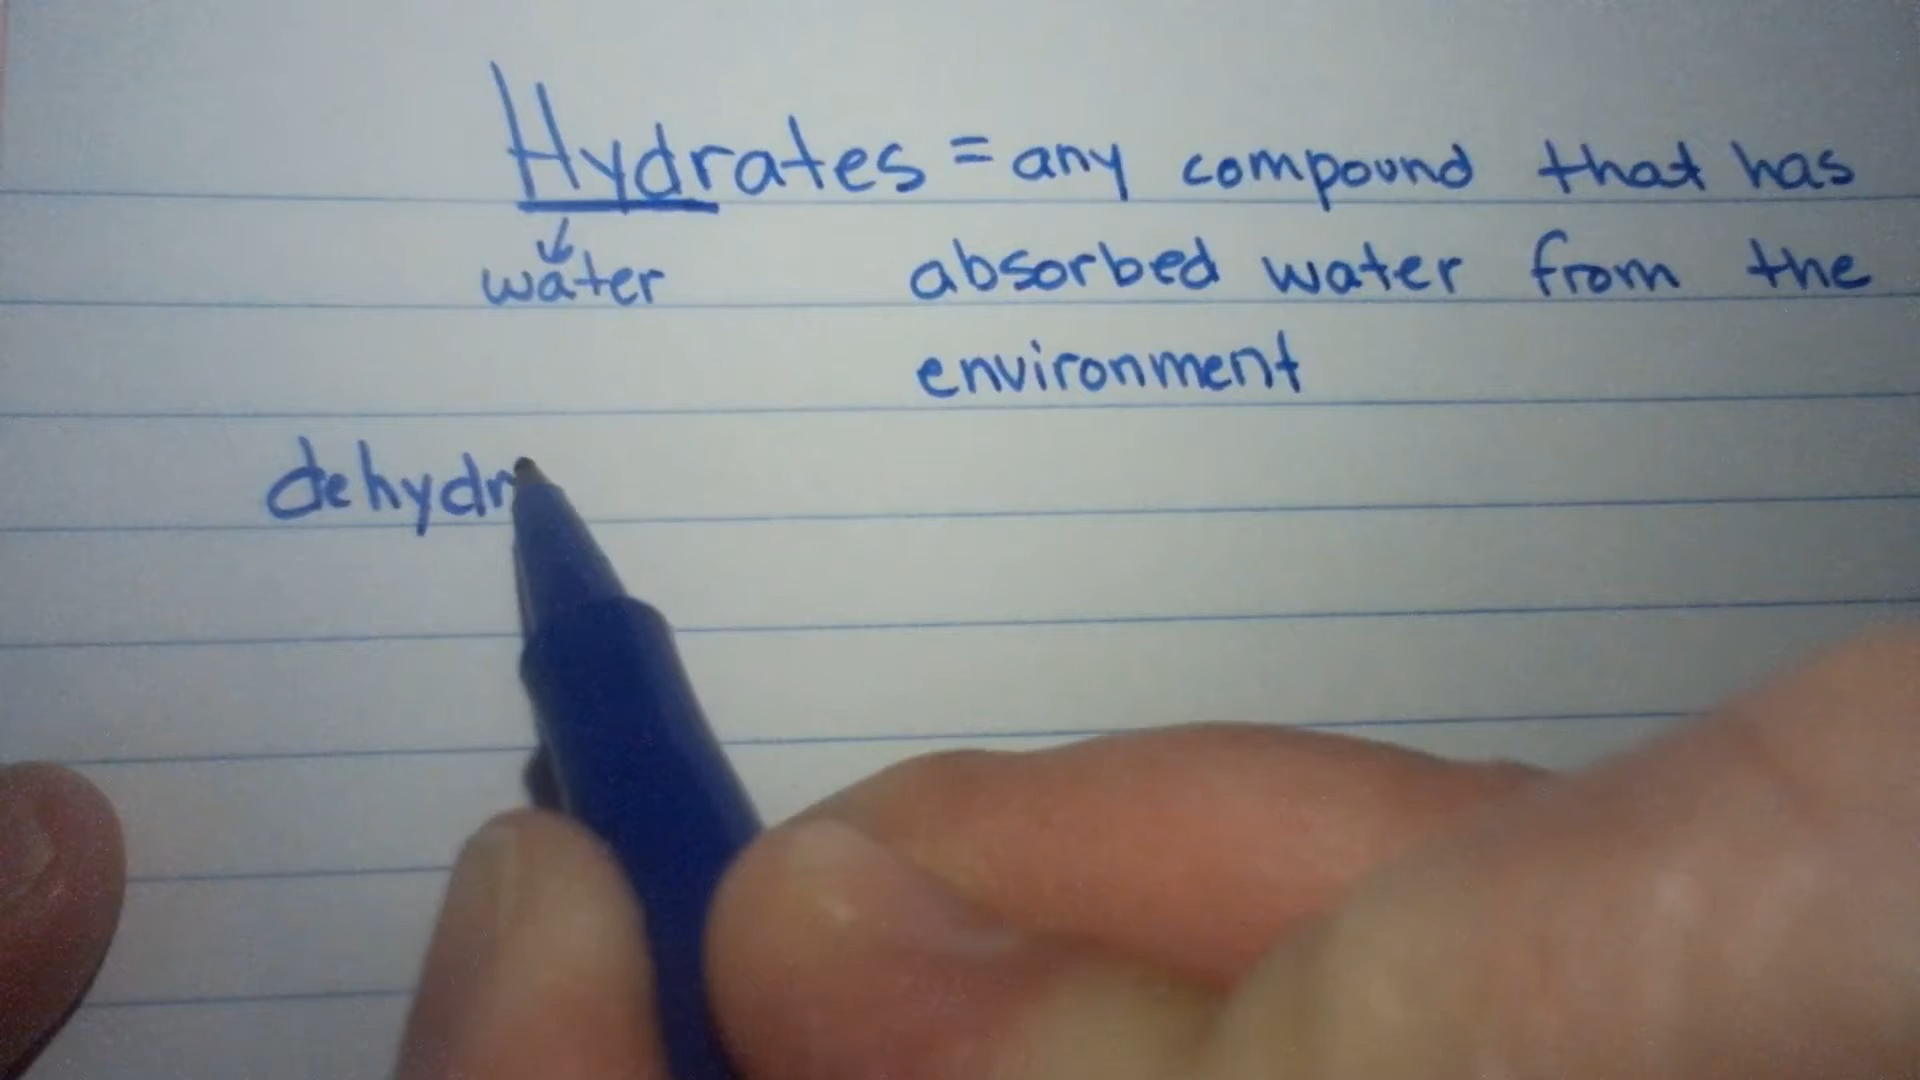 Hydrates = any compound that has
water absorbed water from the
environment
dehydr